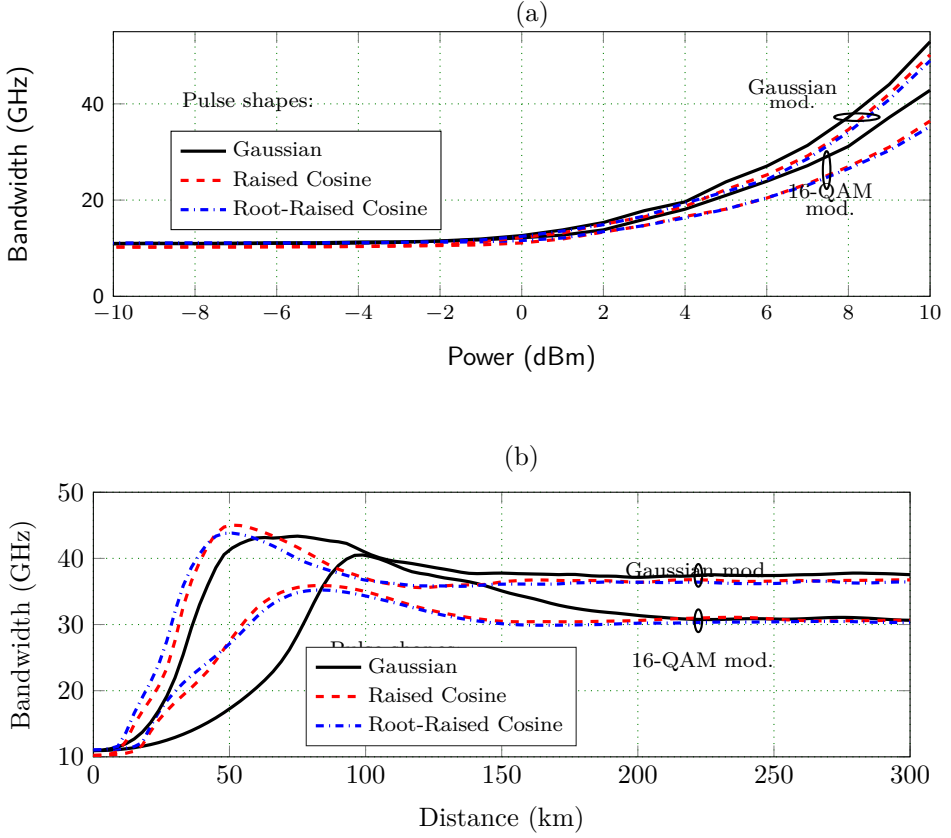 (a)
Bandwidth (GHz)
40
20
0
Pulse shapes:
Gaussian
Raised Cosine
Root-Raised Cosine
Gaussian
mod.
16-QAM
mod.
−10
−8
−6
−4
−2
0
2
4
6
8
10
Power (dBm)
(b)
Bandwidth (GHz)
50
40
30
20
10
Gaussian mod.
16-QAM mod.
Pulse shapes
Gaussian
Raised Cosine
Root-Raised Cosine
0
50
100
150
200
250
300
Distance (km)